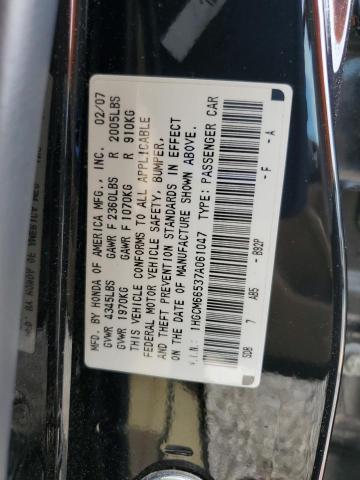 MFD. BY HONDA OF AMERICA MFG., INC. 02/07
GVWR 4345LBS GAWR F 2360LBS R 2005LBS
GVWR 1970KG GAWR F 1070KG R 910KG
THIS VEHICLE CONFORMS TO ALL APPLICABLE
FEDERAL MOTOR VEHICLE SAFETY, BUMPER,
AND THEFT PREVENTION STANDARDS IN EFFECT
ON THE DATE OF MANUFACTURE SHOWN ABOVE.
V.I.N.: 1HGCM66537A061047 TYPE: PASSENGER CAR
SDB 7 AB5 - B92P - F - A